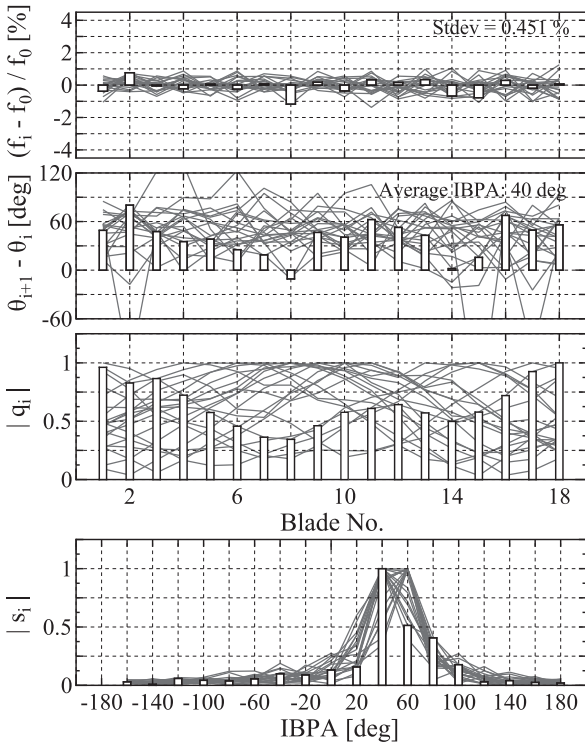 (f_i - f_0) / f_0 [%]
4
2
0
-2
-4
Stdev = 0.451 %
θ_{i+1} - θ_i [deg]
120
60
0
-60
Average IBPA: 40 deg
| q_i |
1
0.5
0
2 6 10 14 18
Blade No.
| s_i |
1
0.5
0
-180 -140 -100 -60 -20 20 60 100 140 180
IBPA [deg]